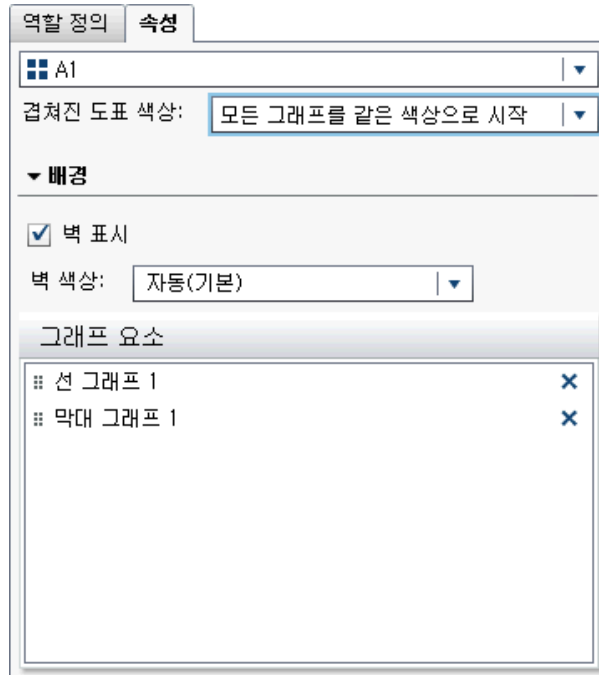 역할 정의 속성
A1
겹쳐진 도표 색상: 모든 그래프를 같은 색상으로 시작
배경
벽 표시
벽 색상: 자동(기본)
그래프 요소
선 그래프 1
막대 그래프 1